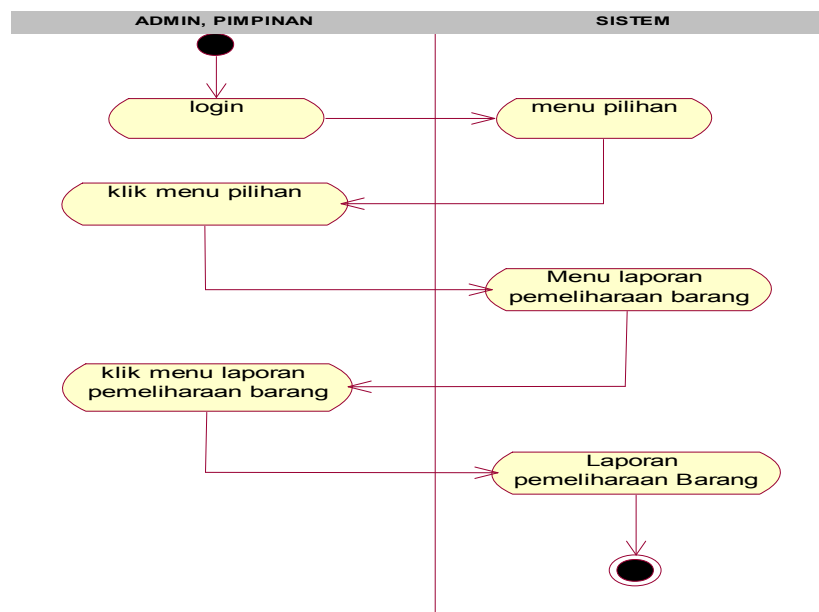 ADMIN, PIMPINAN
SISTEM
login
menu pilihan
klik menu pilihan
Menu laporan
pemeliharaan barang
klik menu laporan
pemeliharaan barang
Laporan
pemeliharaan Barang